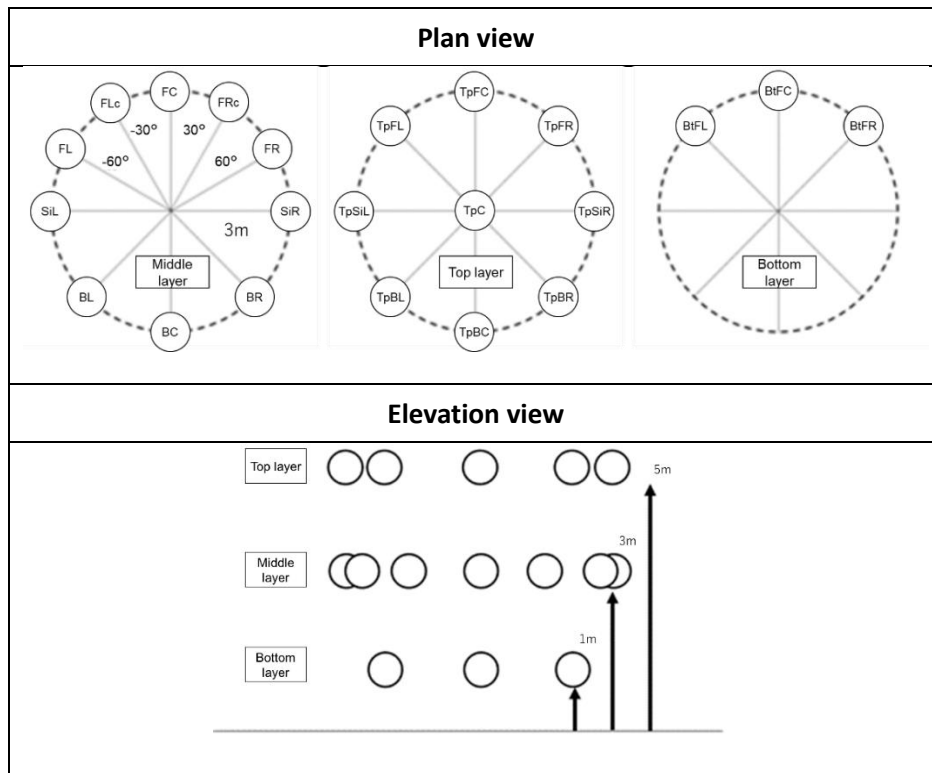 Plan view
FC
FLc
FRc
-30°
30°
FL
FR
-60°
60°
SiL
SiR
3m
Middle
layer
BL
BR
BC
TpFC
TpFL
TpFR
TpSiL
TpC
TpSiR
Top layer
TpBL
TpBR
TpBC
BtFC
BtFL
BtFR
Bottom
layer
Elevation view
Top layer
5m
Middle
layer
3m
Bottom
layer
1m